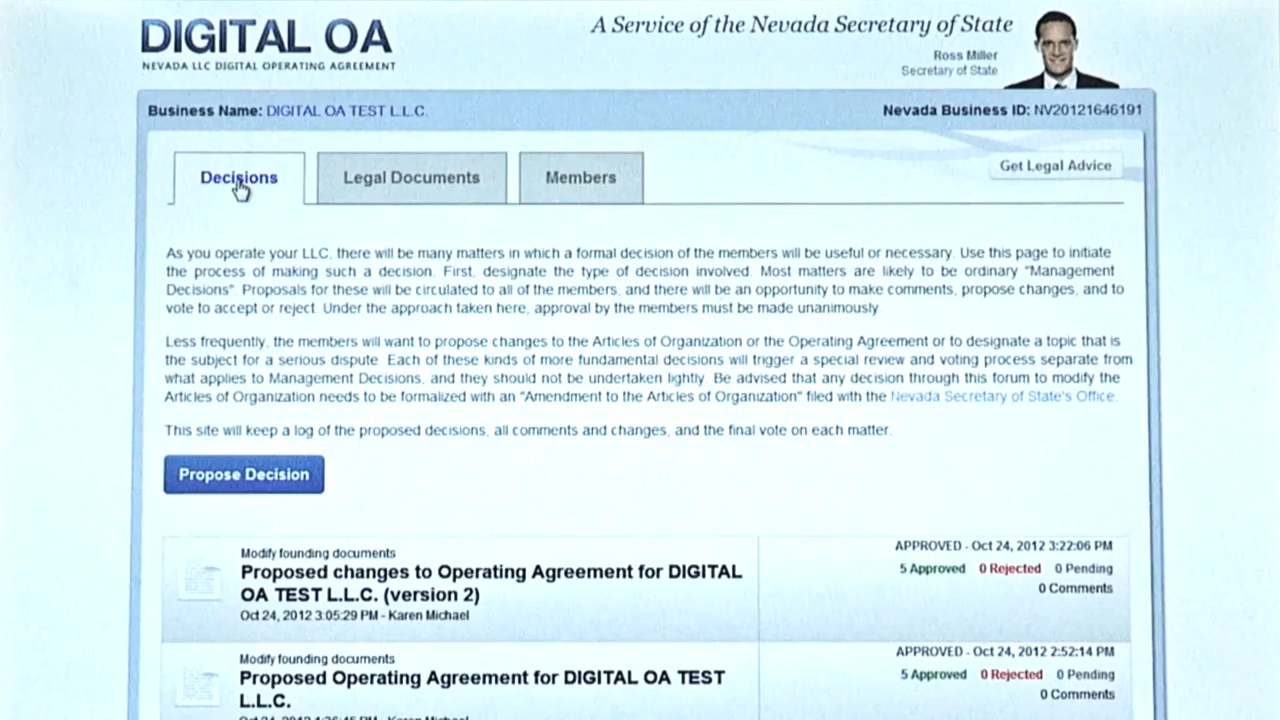 DIGITAL OA
NEVADA LLC DIGITAL OPERATING AGREEMENT
A Service of the Nevada Secretary of State
Ross Miller
Secretary of State
Business Name: DIGITAL OA TEST L.L.C.
Nevada Business ID: NV20121646191
Decisions
Legal Documents
Members
Get Legal Advice
As you operate your LLC, there will be many matters in which a formal decision of the members will be useful or necessary. Use this page to initiate
the process of making such a decision. First, designate the type of decision involved. Most matters are likely to be ordinary "Management
Decisions". Proposals for these will be circulated to all of the members, and there will be an opportunity to make comments, propose changes, and to
vote to accept or reject. Under the approach taken here, approval by the members must be made unanimously
Less frequently, the members will want to propose changes to the Articles of Organization or the Operating Agreement or to designate a topic that is
the subject for a serious dispute. Each of these kinds of more fundamental decisions will trigger a special review and voting process separate from
what applies to Management Decisions, and they should not be undertaken lightly. Be advised that any decision through this forum to modify the
Articles of Organization needs to be formalized with an "Amendment to the Articles of Organization" filed with the Nevada Secretary of State's Office.
This site will keep a log of the proposed decisions, all comments and changes, and the final vote on each matter.
Propose Decision
Modify founding documents
Proposed changes to Operating Agreement for DIGITAL
OA TEST L.L.C. (version 2)
Oct 24, 2012 3:05:29 PM - Karen Michael
APPROVED - Oct 24, 2012 3:22:06 PM
5 Approved 0 Rejected 0 Pending
0 Comments
Modify founding documents
Proposed Operating Agreement for DIGITAL OA TEST
L.L.C.
Oct 24, 2012 1:36:45 PM - Karen Michael
APPROVED - Oct 24, 2012 2:52:14 PM
5 Approved 0 Rejected 0 Pending
0 Comments